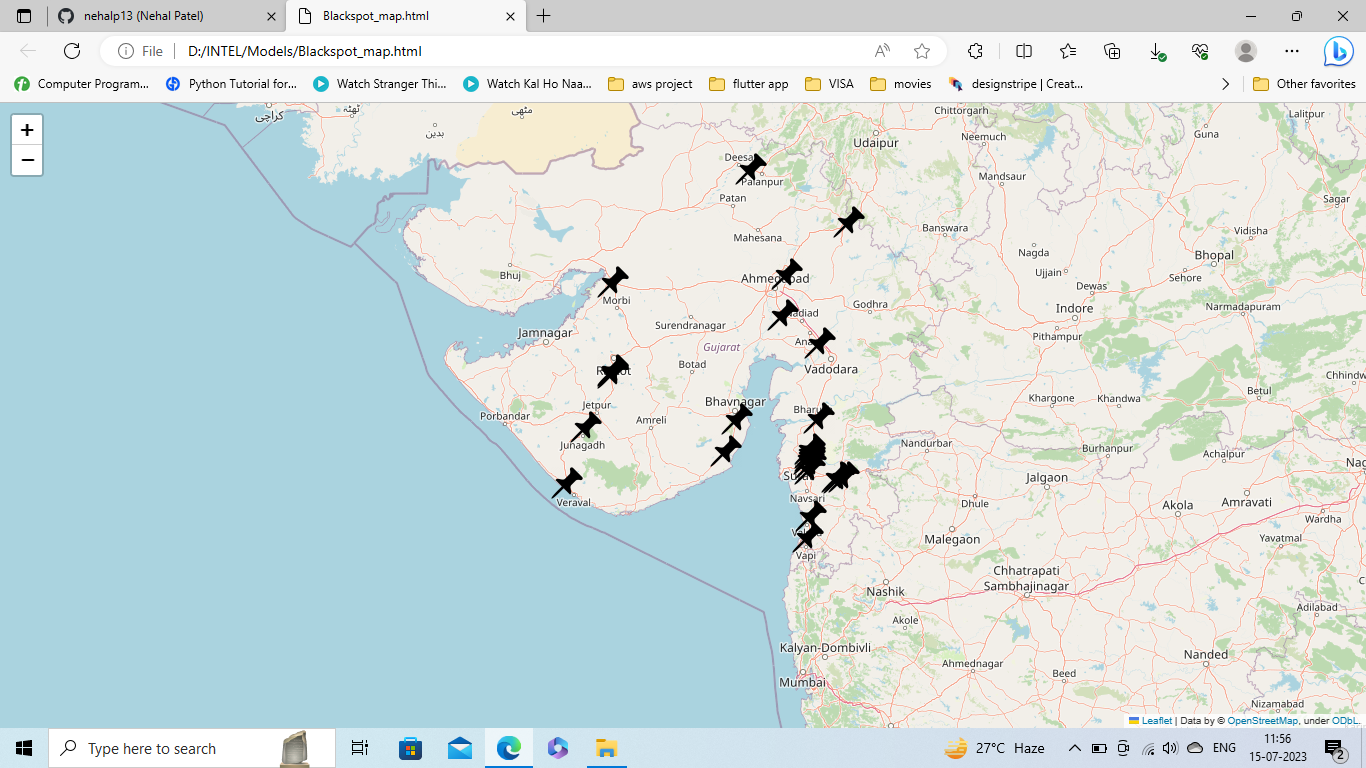 nehalp13 (Nehal Patel)
Blackspot_map.html
File
D:/INTEL/Models/Blackspot_map.html
Computer Program...
Python Tutorial for...
Watch Stranger Thi...
Watch Kal Ho Naa...
aws project
flutter app
VISA
movies
designstripe | Creat...
Other favorites
+
−
کراچی
ٹھٹہ
بدین
مٹھی
Chittorgarh
Lalitpur
Neemuch
Guna
Udaipur
Deesa
Palanpur
Mandsaur
Patan
Sagar
Banswara
Vidisha
Mahesana
Nagda
Bhopal
Bhuj
Ujjain
Sehore
Ahmedabad
Dewas
Morbi
Godhra
Indore
Narmadapuram
Surendranagar
Jamnagar
Pithampur
Gujarat
Botad
Vadodara
Betul
Chhindw
Khargone
Khandwa
Jetpur
Bhavnagar
Porbandar
Amreli
Junagadh
Nandurbar
Burhanpur
Achalpur
Jalgaon
Navsari
Amravati
Akola
Veraval
Dhule
Wardha
Malegaon
Yavatmal
Vapi
Chhatrapati
Sambhajinagar
Nashik
Adilabad
Akole
Kalyan-Dombivli
Nanded
Ahmednagar
Beed
Mumbai
Nizamabad
Leaflet | Data by © OpenStreetMap, under ODbL.
Type here to search
27°C Haze
ENG
11:56
15-07-2023
2